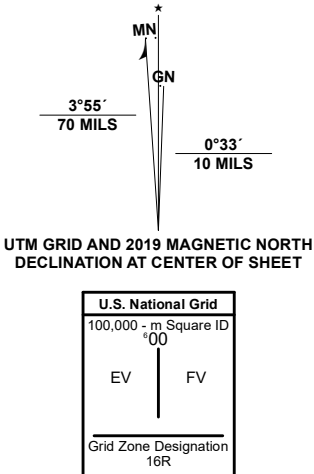 ★
MN
GN
3°55´
70 MILS
0°33´
10 MILS
UTM GRID AND 2019 MAGNETIC NORTH
DECLINATION AT CENTER OF SHEET
U.S. National Grid
100,000 - m Square ID
⁶00
EV FV
Grid Zone Designation
16R